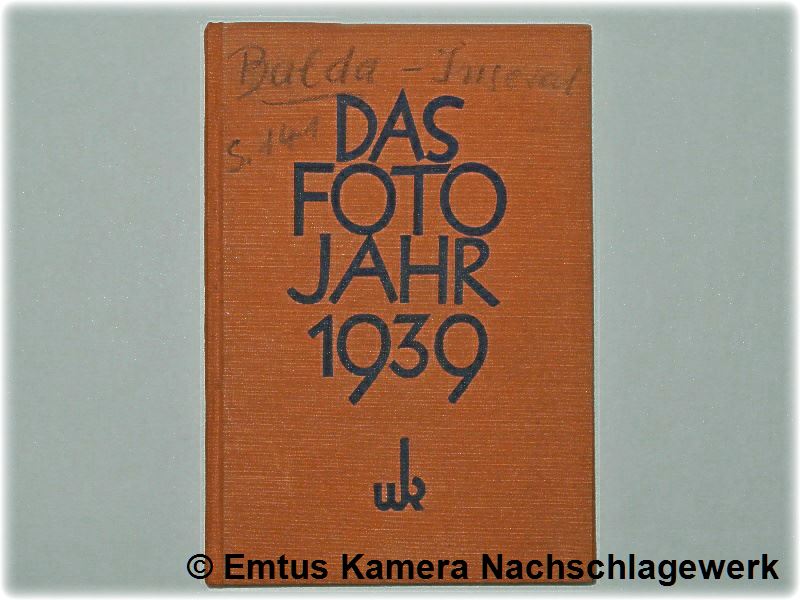 Balda - Inserat
S. 141
DAS
FOTO
JAHR
1939
wk
© Emtus Kamera Nachschlagewerk